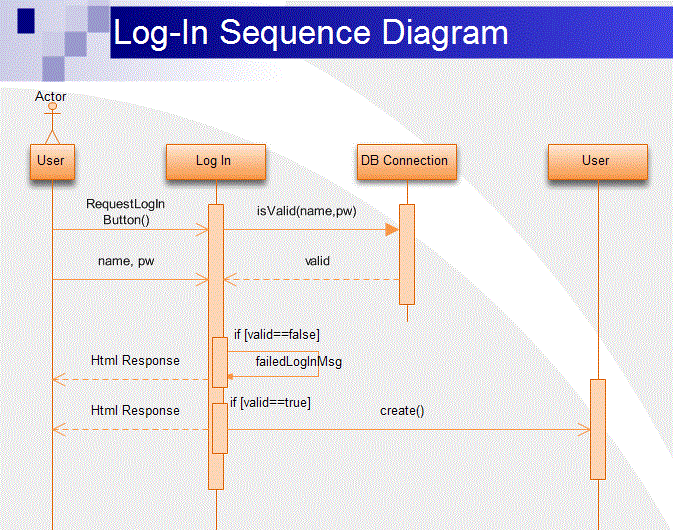 Log-In Sequence Diagram
Actor
User
Log In
DB Connection
User
RequestLogIn
Button()
isValid(name,pw)
name, pw
valid
if [valid==false]
failedLogInMsg
Html Response
if [valid==true]
Html Response
create()